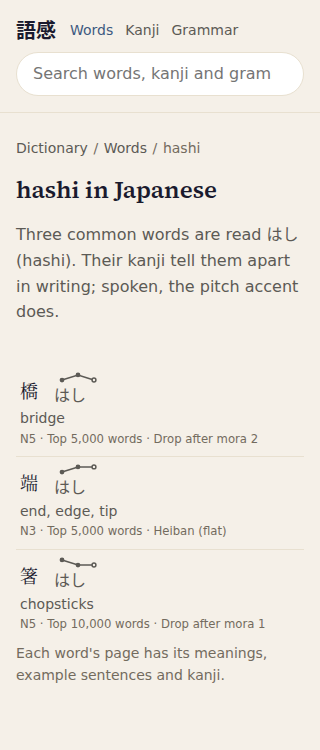 語感 Words Kanji Grammar
Search words, kanji and gram
Dictionary / Words / hashi
hashi in Japanese
Three common words are read はし
(hashi). Their kanji tell them apart
in writing; spoken, the pitch accent
does.
橋 はし
bridge
N5 · Top 5,000 words · Drop after mora 2
端 はし
end, edge, tip
N3 · Top 5,000 words · Heiban (flat)
箸 はし
chopsticks
N5 · Top 10,000 words · Drop after mora 1
Each word's page has its meanings,
example sentences and kanji.